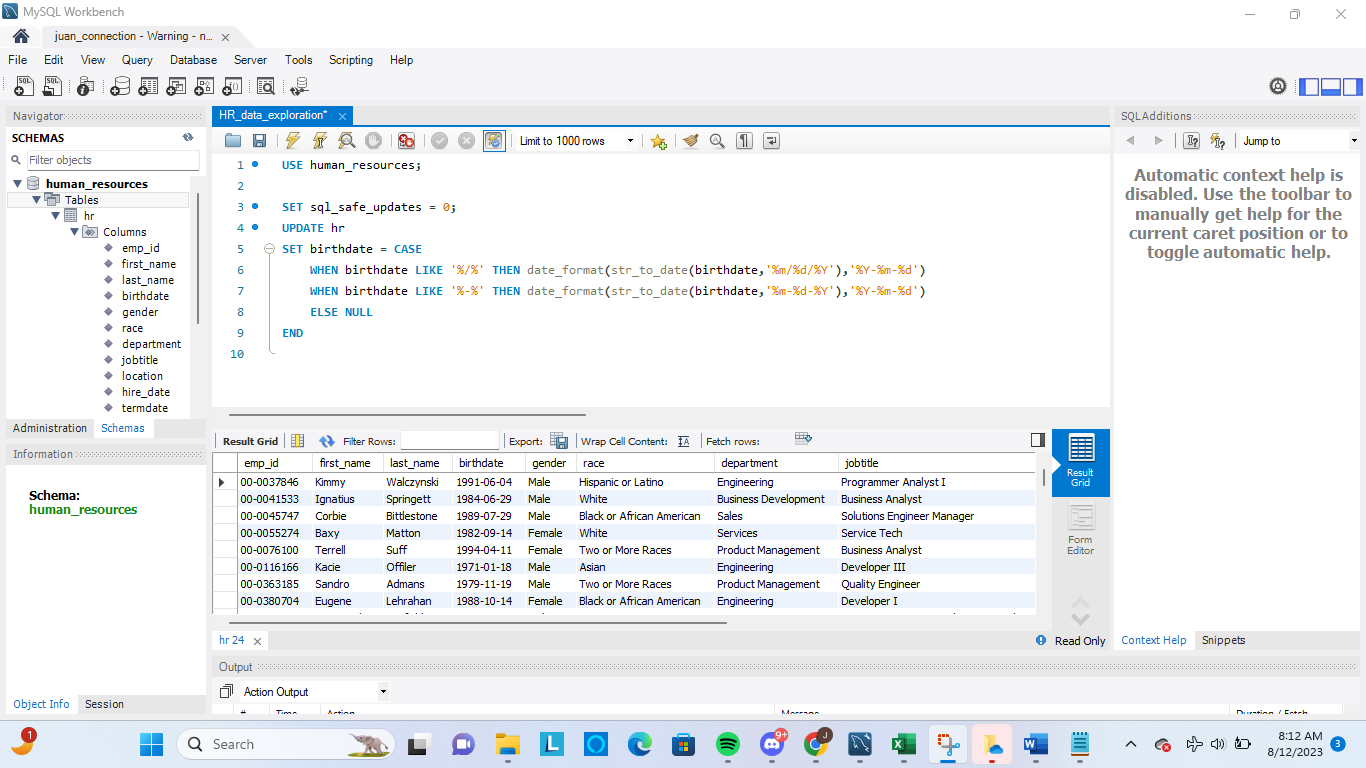 MySQL Workbench
juan_connection - Warning - n...
File Edit View Query Database Server Tools Scripting Help
Navigator
SCHEMAS
Filter objects
human_resources
Tables
hr
Columns
emp_id
first_name
last_name
birthdate
gender
race
department
jobtitle
location
hire_date
termdate
Administration Schemas
Information
Schema:
human_resources
Object Info Session
HR_data_exploration*
Limit to 1000 rows
1 USE human_resources;
2
3 SET sql_safe_updates = 0;
4 UPDATE hr
5 SET birthdate = CASE
6 WHEN birthdate LIKE '%/%' THEN date_format(str_to_date(birthdate,'%m/%d/%Y'),'%Y-%m-%d')
7 WHEN birthdate LIKE '%-%' THEN date_format(str_to_date(birthdate,'%m-%d-%Y'),'%Y-%m-%d')
8 ELSE NULL
9 END
10
Result Grid Filter Rows: Export: Wrap Cell Content: Fetch rows:
emp_id first_name last_name birthdate gender race department jobtitle
00-0037846 Kimmy Walczynski 1991-06-04 Male Hispanic or Latino Engineering Programmer Analyst I
00-0041533 Ignatius Springett 1984-06-29 Male White Business Development Business Analyst
00-0045747 Corbie Bittlestone 1989-07-29 Male Black or African American Sales Solutions Engineer Manager
00-0055274 Baxy Matton 1982-09-14 Female White Services Service Tech
00-0076100 Terrell Suff 1994-04-11 Female Two or More Races Product Management Business Analyst
00-0116166 Kacie Offler 1971-01-18 Male Asian Engineering Developer III
00-0363185 Sandro Admans 1979-11-19 Male Two or More Races Product Management Quality Engineer
00-0380704 Eugene Lehrahan 1988-10-14 Female Black or African American Engineering Developer I
Result
Grid
Form
Editor
hr 24
Read Only
Output
Action Output
# Time Action Message Duration / Fetch
SQLAdditions
Jump to
Automatic context help is
disabled. Use the toolbar to
manually get help for the
current caret position or to
toggle automatic help.
Context Help Snippets
1
Search
9+
J
8:12 AM
8/12/2023
3